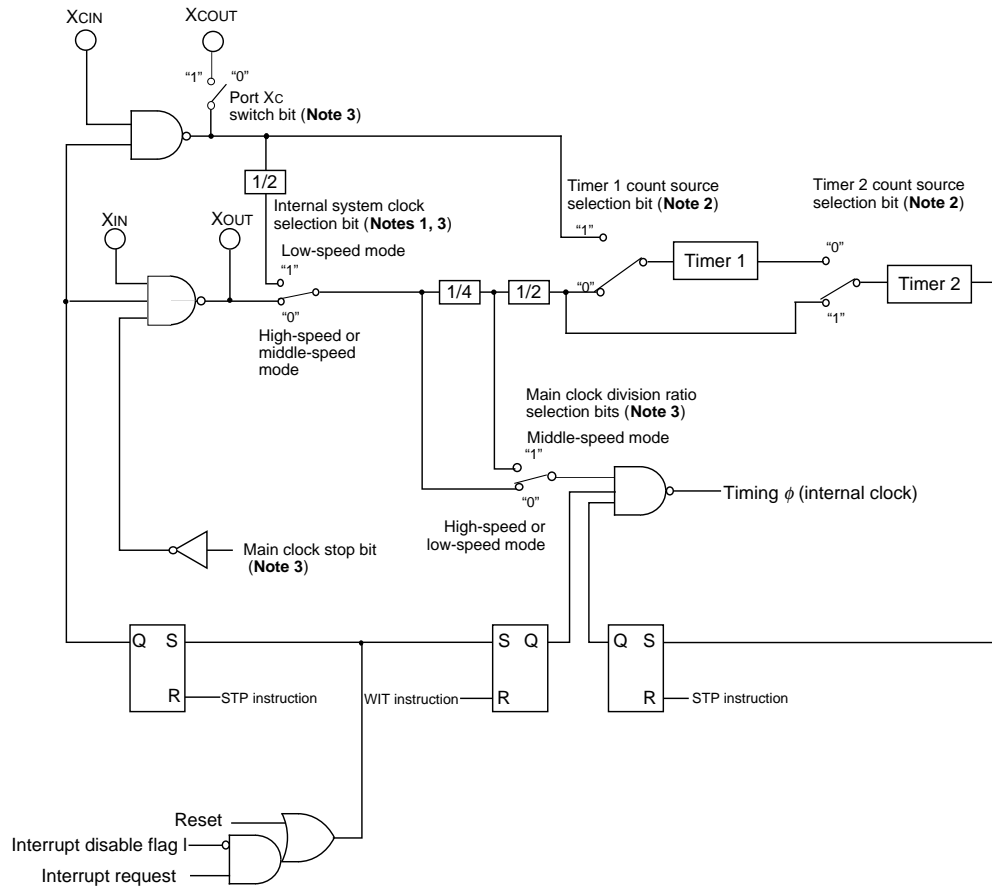 XCIN
XCOUT
“1”
“0”
Port XC
switch bit (Note 3)
1/2
Timer 1 count source
selection bit (Note 2)
Timer 2 count source
selection bit (Note 2)
XIN
XOUT
Internal system clock
selection bit (Notes 1, 3)
Low-speed mode
“1”
“0”
High-speed or
middle-speed
mode
1/4
1/2
“1”
“0”
Timer 1
“0”
“1”
Timer 2
Main clock division ratio
selection bits (Note 3)
Middle-speed mode
“1”
“0”
High-speed or
low-speed mode
Timing ϕ (internal clock)
Main clock stop bit
(Note 3)
Q S
R
STP instruction
S Q
R
WIT instruction
Q S
R
STP instruction
Reset
Interrupt disable flag I
Interrupt request